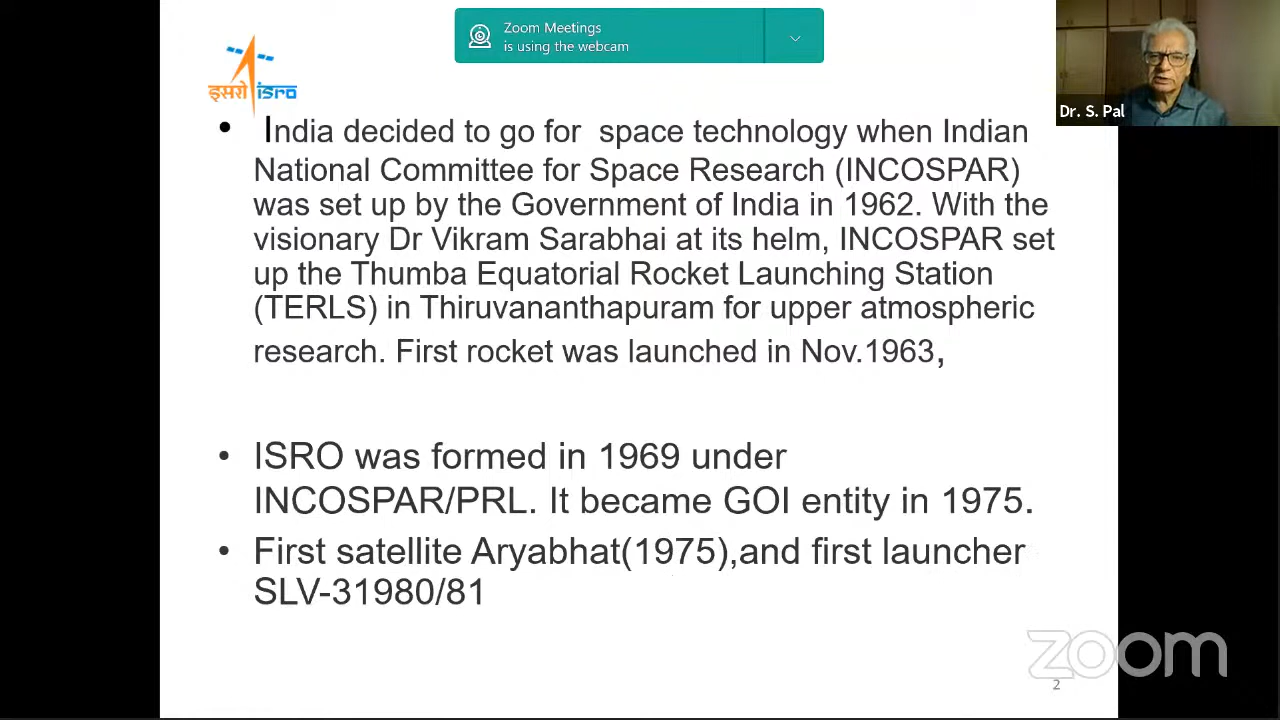 Zoom Meetings
is using the webcam
Dr. S. Pal
इसरो isro
• India decided to go for space technology when Indian
National Committee for Space Research (INCOSPAR)
was set up by the Government of India in 1962. With the
visionary Dr Vikram Sarabhai at its helm, INCOSPAR set
up the Thumba Equatorial Rocket Launching Station
(TERLS) in Thiruvananthapuram for upper atmospheric
research. First rocket was launched in Nov.1963,
• ISRO was formed in 1969 under
INCOSPAR/PRL. It became GOI entity in 1975.
• First satellite Aryabhat(1975),and first launcher
SLV-31980/81
zoom
2